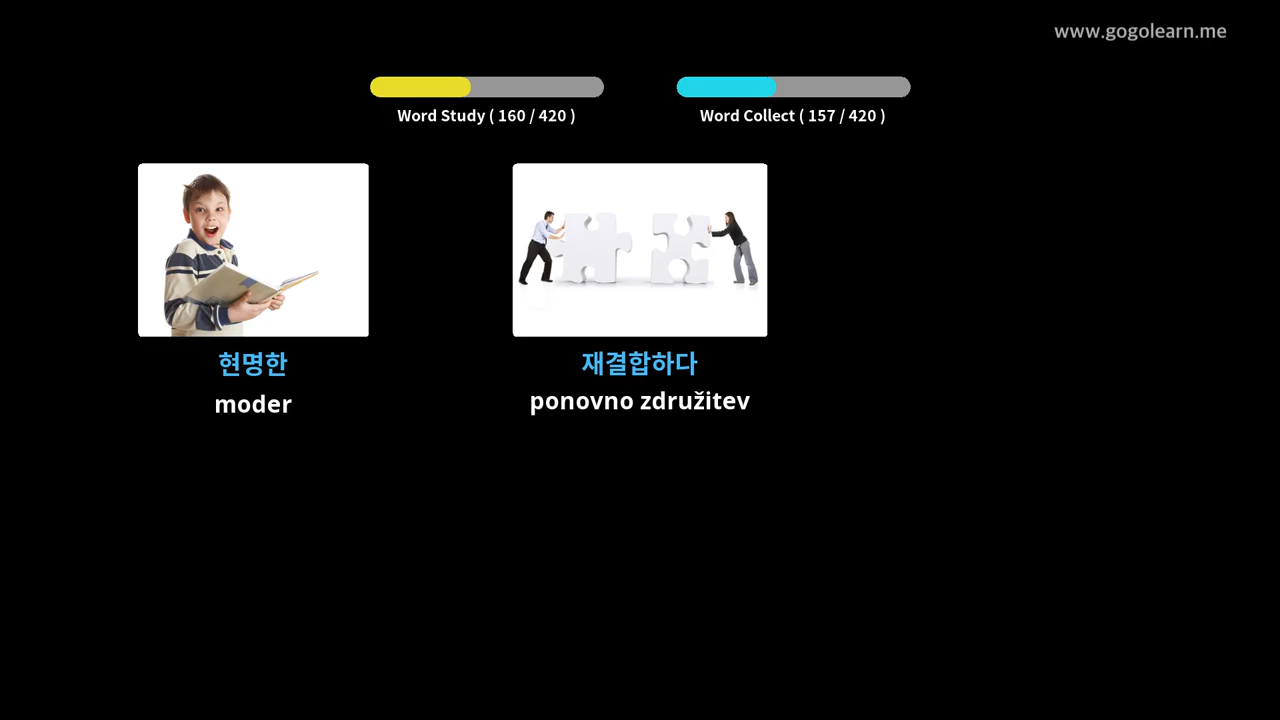 www.gogolearn.me
Word Study ( 160 / 420 )
Word Collect ( 157 / 420 )
현명한
moder
재결합하다
ponovno združitev